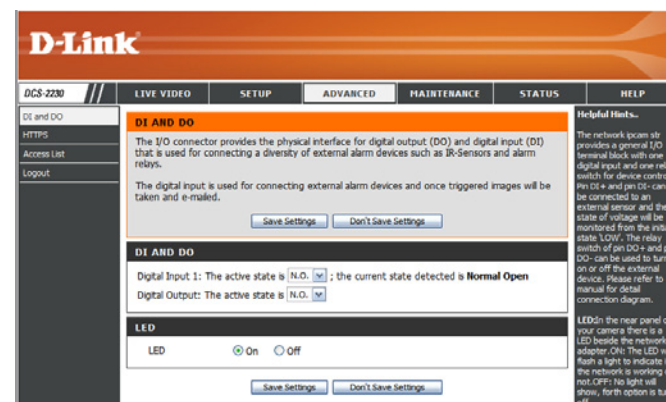 D-Link
DCS-2230
LIVE VIDEO SETUP ADVANCED MAINTENANCE STATUS HELP
DI and DO
HTTPS
Access List
Logout
DI AND DO
The I/O connector provides the physical interface for digital output (DO) and digital input (DI)
that is used for connecting a diversity of external alarm devices such as IR-Sensors and alarm
relays.
The digital input is used for connecting external alarm devices and once triggered images will be
taken and e-mailed.
Save Settings Don't Save Settings
DI AND DO
Digital Input 1: The active state is N.O. ; the current state detected is Normal Open
Digital Output: The active state is N.O.
LED
LED On Off
Save Settings Don't Save Settings
Helpful Hints..
The network ipcam str
provides a general I/O
terminal block with one
digital input and one rel
switch for device contro
Pin DI+ and pin DI- can
be connected to an
external sensor and the
state of voltage will be
monitored from the initia
state 'LOW'. The relay
switch of pin DO+ and p
DO- can be used to turn
on or off the external
device. Please refer to
manual for detail
connection diagram.
LED:In the near panel o
your camera there is a
LED beside the network
adapter.ON: The LED w
flash a light to indicate
the network is working
not.OFF: No light will
show, forth option is tu